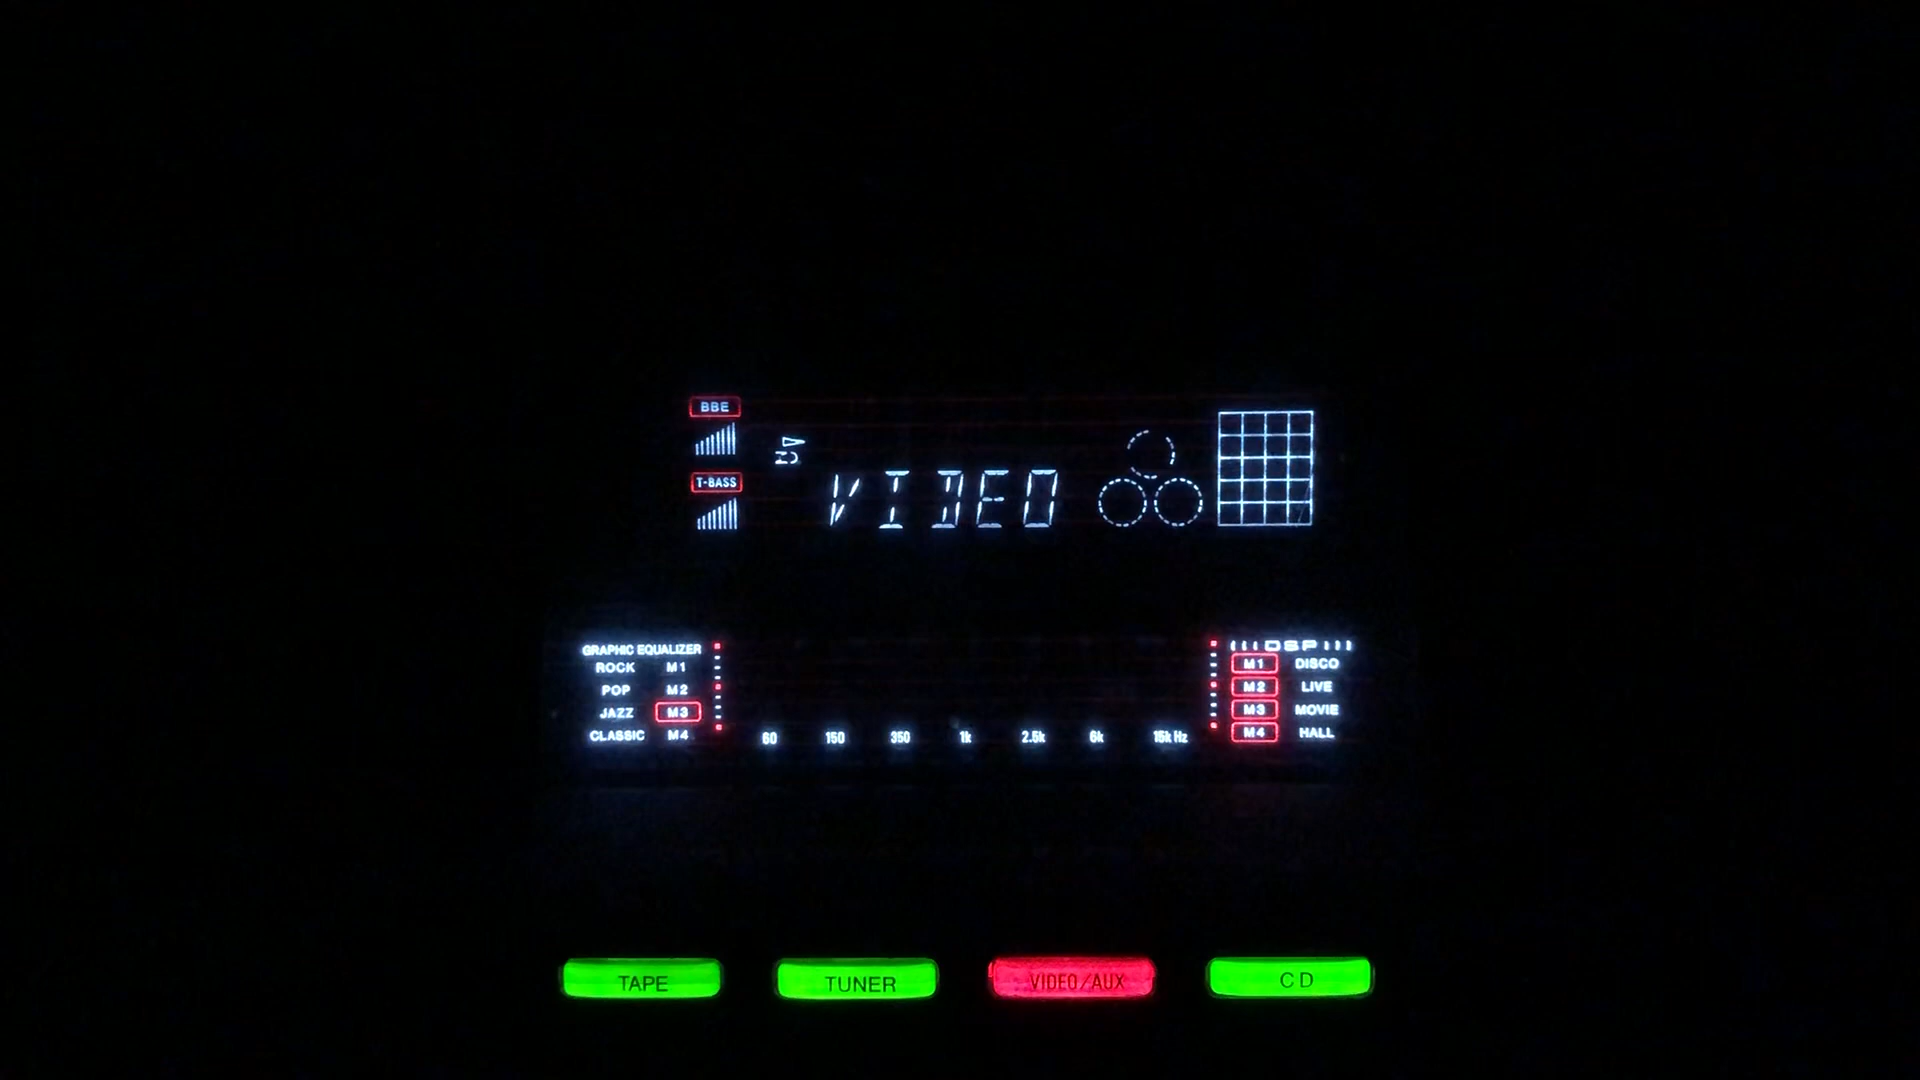 BBE
T-BASS
VIDEO
GRAPHIC EQUALIZER
ROCK M1
POP M2
JAZZ M3
CLASSIC M4
60 150 350 1k 2.5k 6k 15k Hz
DSP
M1 DISCO
M2 LIVE
M3 MOVIE
M4 HALL
TAPE TUNER VIDEO/AUX CD